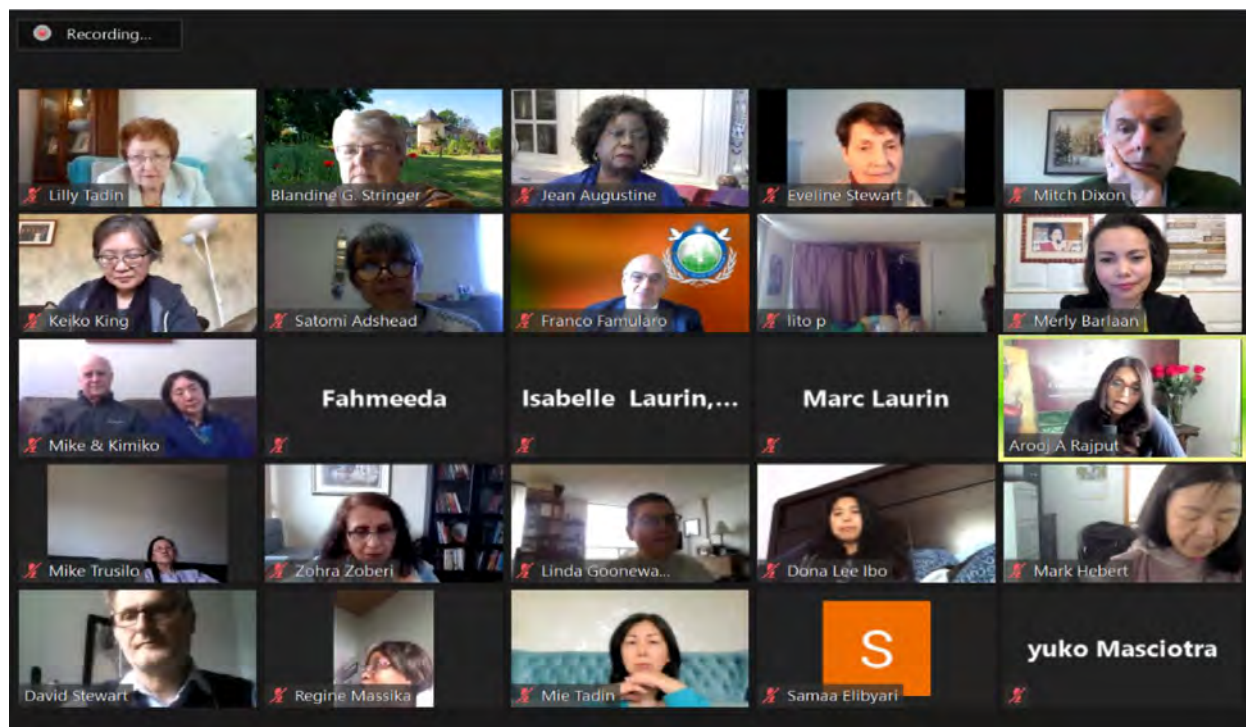 Recording...
Lilly Tadin
Blandine G. Stringer
Jean Augustine
Eveline Stewart
Mitch Dixon
Keiko King
Satomi Adshead
Franco Famularo
lito p
Merly Barlaan
Mike & Kimiko
Fahmeeda
Isabelle Laurin,...
Marc Laurin
Arooj A Rajput
Mike Trusilo
Zohra Zoberi
Linda Goonewa...
Dona Lee Ibo
Mark Hebert
David Stewart
Regine Massika
Mie Tadin
S
Samaa Elibyari
yuko Masciotra